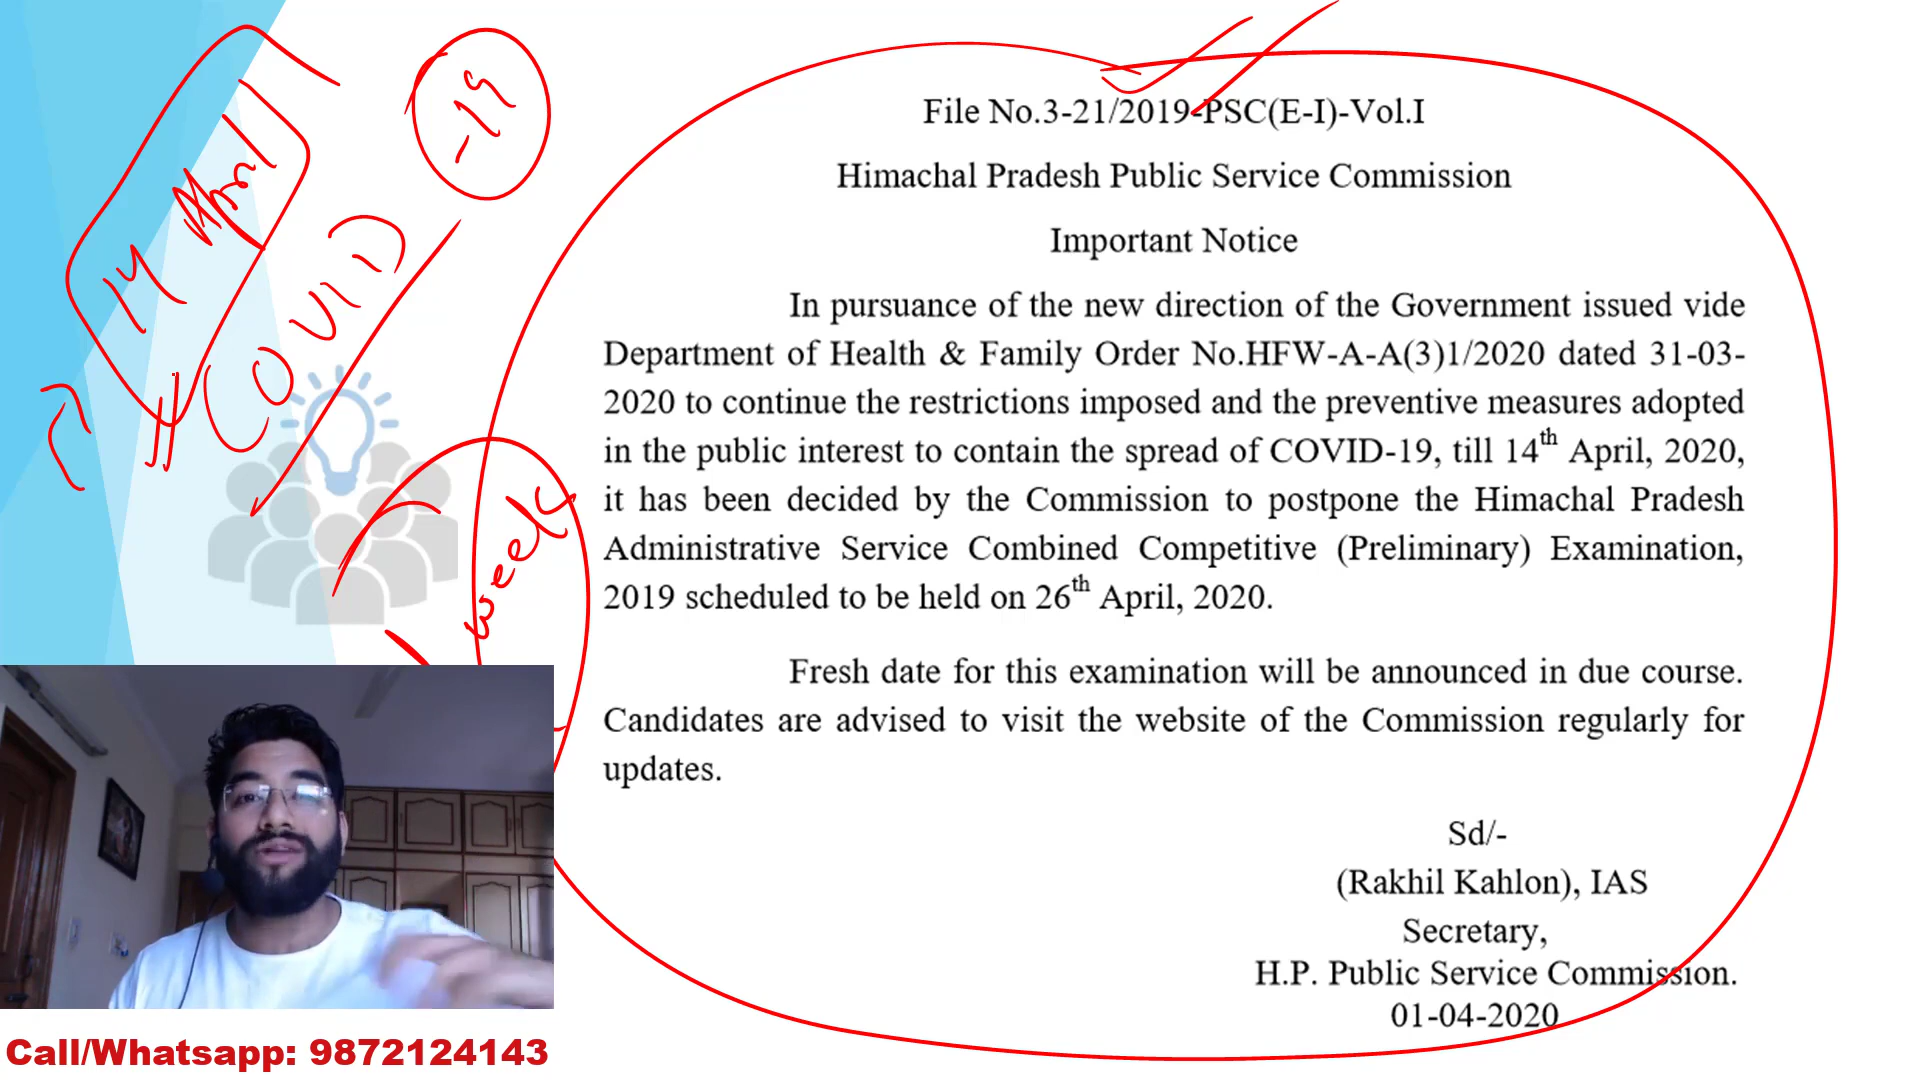 File No.3-21/2019-PSC(E-I)-Vol.I
Himachal Pradesh Public Service Commission
Important Notice
In pursuance of the new direction of the Government issued vide
Department of Health & Family Order No.HFW-A-A(3)1/2020 dated 31-03-
2020 to continue the restrictions imposed and the preventive measures adopted
in the public interest to contain the spread of COVID-19, till 14th April, 2020,
it has been decided by the Commission to postpone the Himachal Pradesh
Administrative Service Combined Competitive (Preliminary) Examination,
2019 scheduled to be held on 26th April, 2020.
Fresh date for this examination will be announced in due course.
Candidates are advised to visit the website of the Commission regularly for
updates.
Sd/-
(Rakhil Kahlon), IAS
Secretary,
H.P. Public Service Commission.
01-04-2020
14 April
COVID
-19
week
Call/Whatsapp: 9872124143